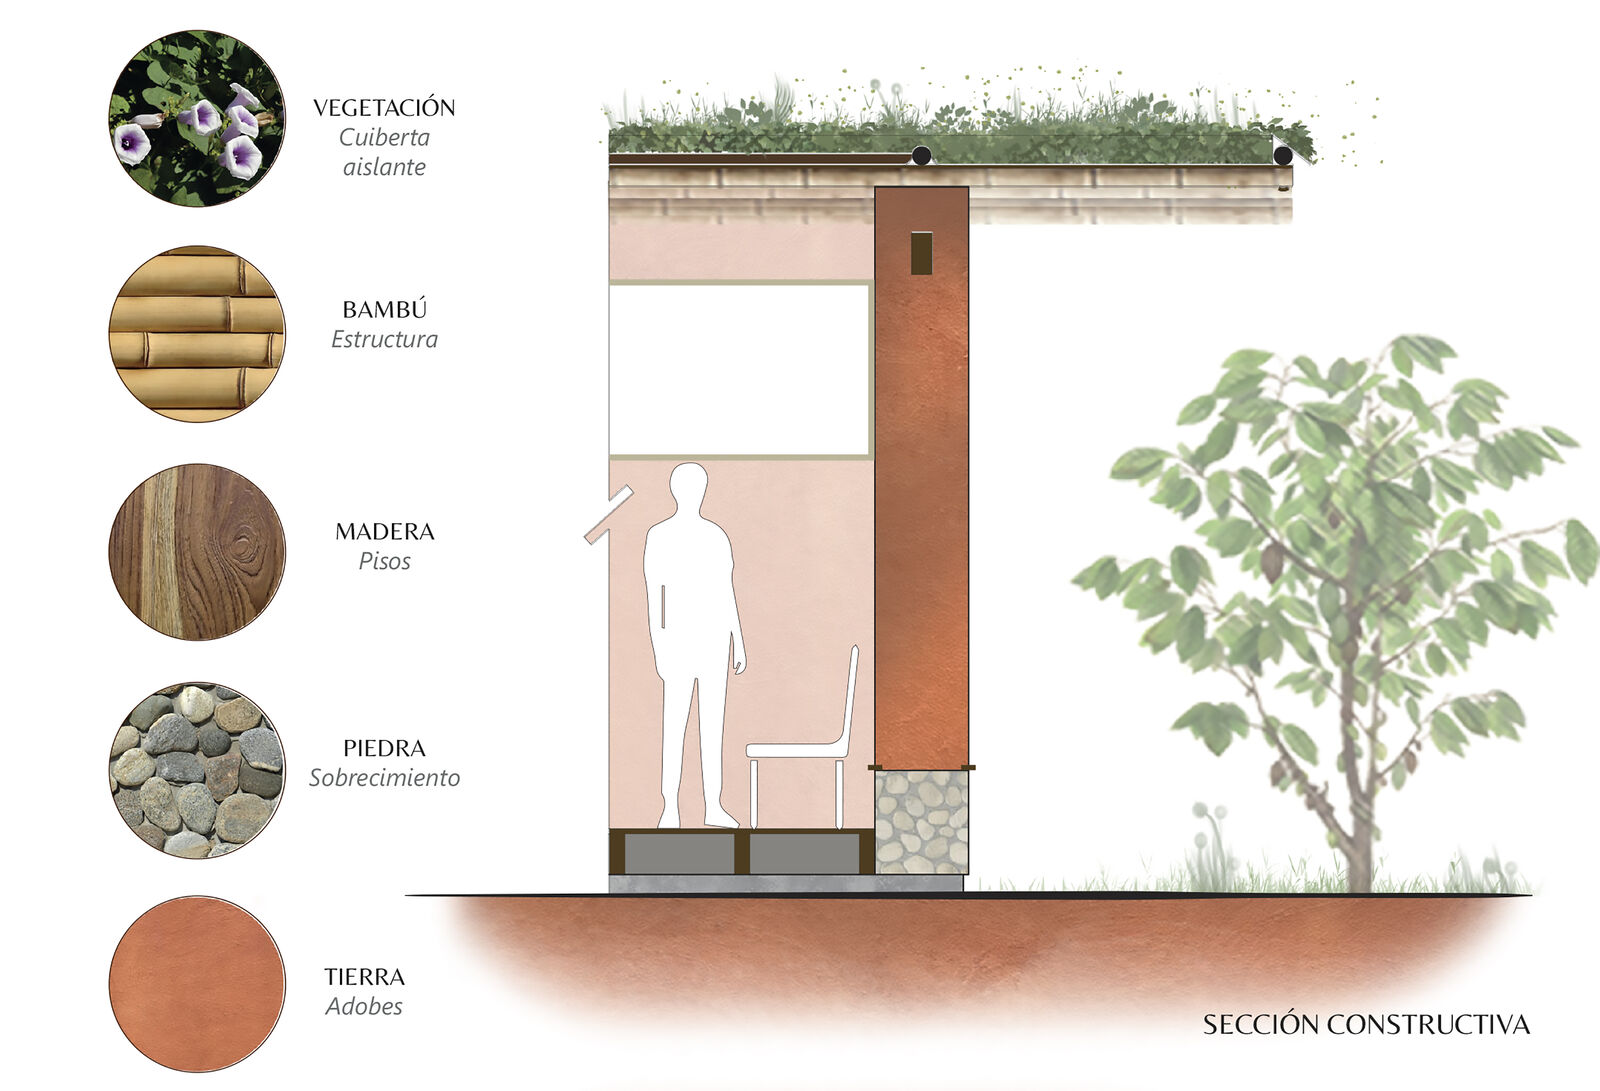 VEGETACIÓN
Cuiberta
aislante
BAMBÚ
Estructura
MADERA
Pisos
PIEDRA
Sobrecimiento
TIERRA
Adobes
SECCIÓN CONSTRUCTIVA